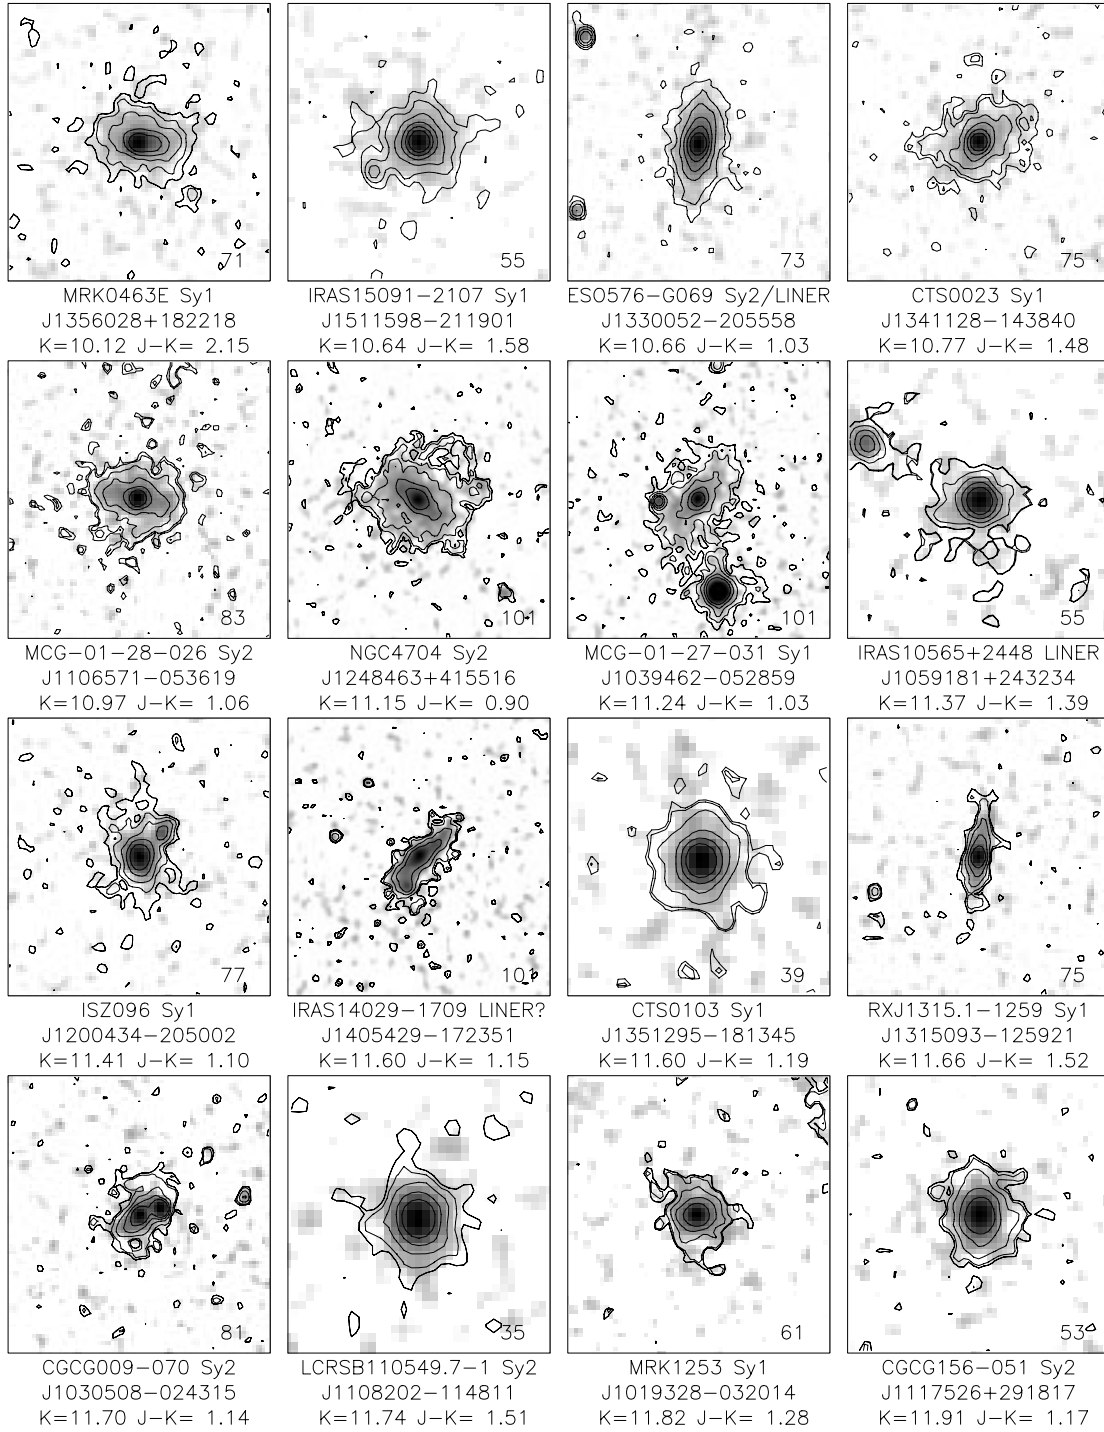 71
MRK0463E Sy1
J1356028+182218
K=10.12 J-K= 2.15
55
IRAS15091-2107 Sy1
J1511598-211901
K=10.64 J-K= 1.58
73
ESO576-G069 Sy2/LINER
J1330052-205558
K=10.66 J-K= 1.03
75
CTS0023 Sy1
J1341128-143840
K=10.77 J-K= 1.48
83
MCG-01-28-026 Sy2
J1106571-053619
K=10.97 J-K= 1.06
101
NGC4704 Sy2
J1248463+415516
K=11.15 J-K= 0.90
101
MCG-01-27-031 Sy1
J1039462-052859
K=11.24 J-K= 1.03
55
IRAS10565+2448 LINER
J1059181+243234
K=11.37 J-K= 1.39
77
ISZ096 Sy1
J1200434-205002
K=11.41 J-K= 1.10
101
IRAS14029-1709 LINER?
J1405429-172351
K=11.60 J-K= 1.15
39
CTS0103 Sy1
J1351295-181345
K=11.60 J-K= 1.19
75
RXJ1315.1-1259 Sy1
J1315093-125921
K=11.66 J-K= 1.52
81
CGCG009-070 Sy2
J1030508-024315
K=11.70 J-K= 1.14
35
LCRSB110549.7-1 Sy2
J1108202-114811
K=11.74 J-K= 1.51
61
MRK1253 Sy1
J1019328-032014
K=11.82 J-K= 1.28
53
CGCG156-051 Sy2
J1117526+291817
K=11.91 J-K= 1.17